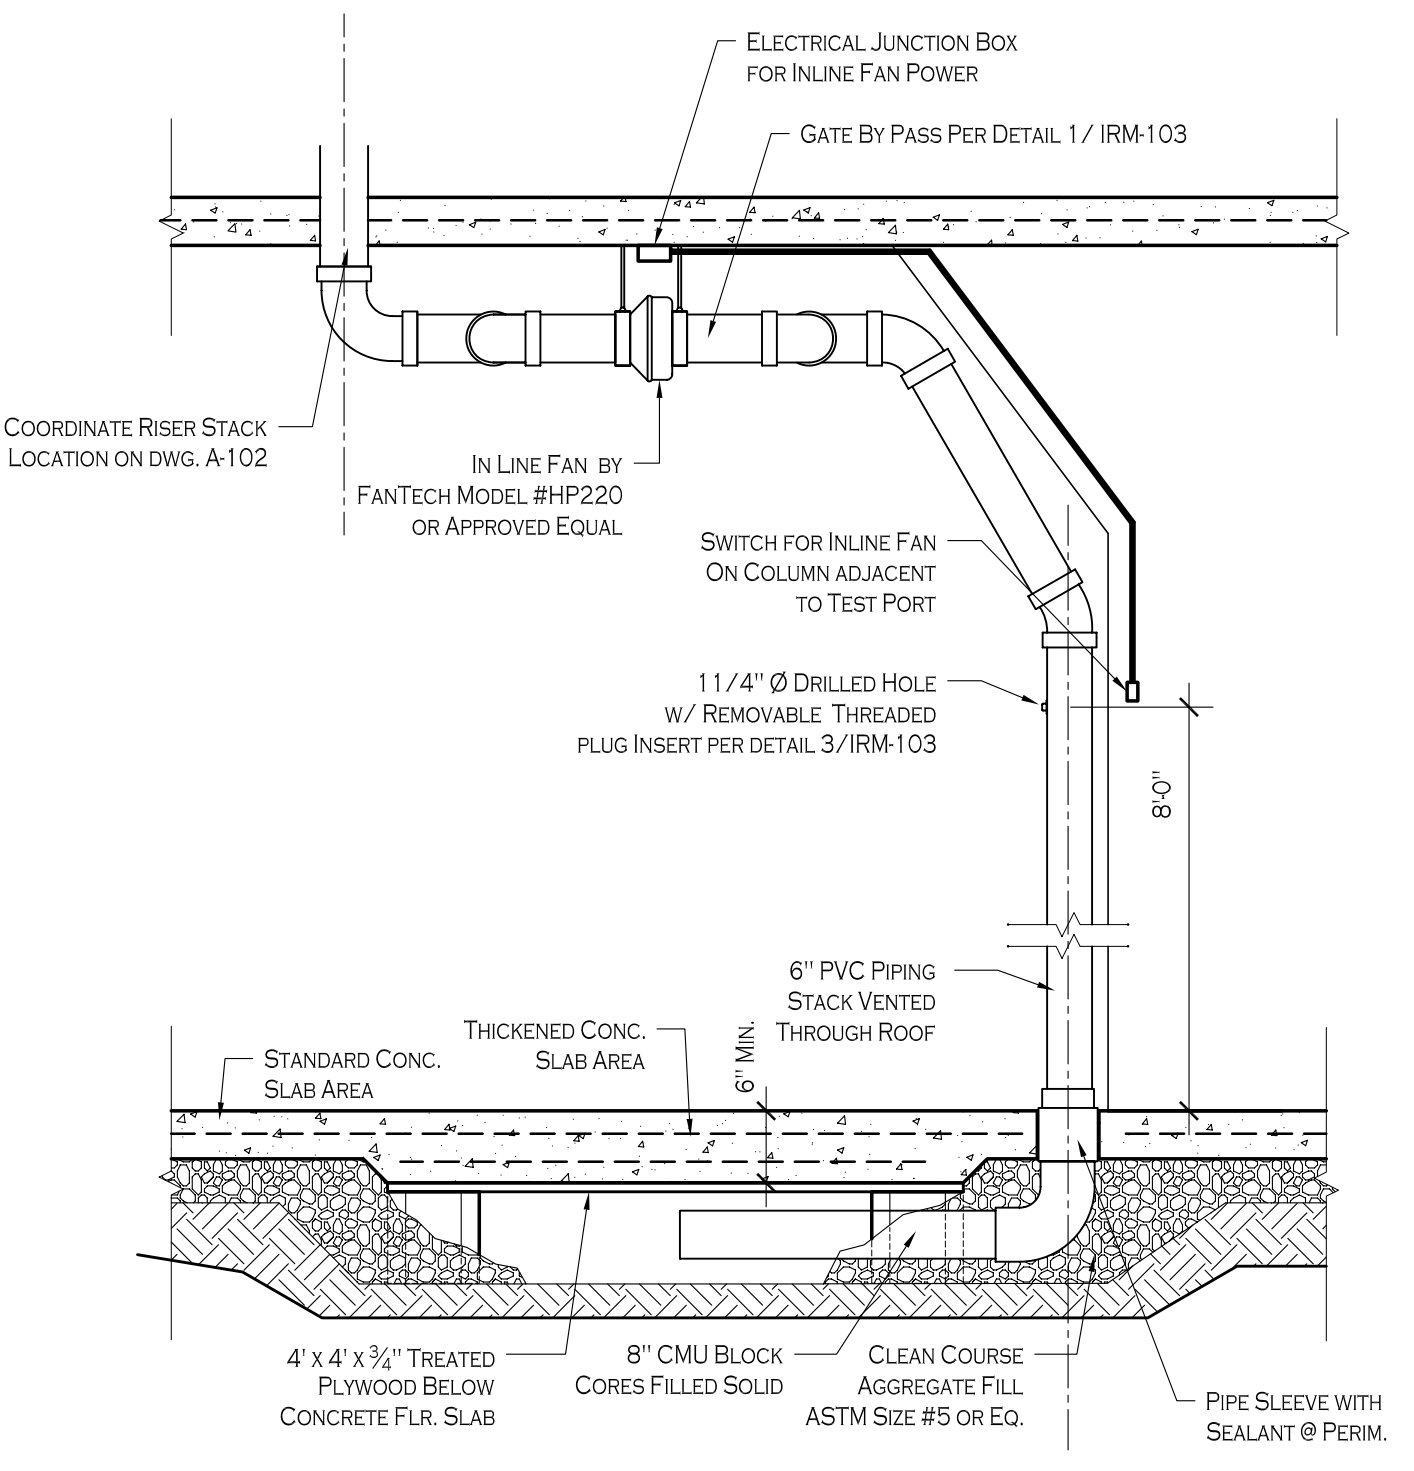 Electrical Junction Box
for Inline Fan Power
Gate By Pass Per Detail 1/ IRM-103
Coordinate Riser Stack
Location on dwg. A-102
In Line Fan by
FanTech Model #HP220
or Approved Equal
Switch for Inline Fan
On Column adjacent
to Test Port
11/4" Ø Drilled Hole
w/ Removable Threaded
plug Insert per detail 3/IRM-103
8'-0"
6" PVC Piping
Stack Vented
Through Roof
6" Min.
Thickened Conc.
Slab Area
Standard Conc.
Slab Area
4' x 4' x 3/4" Treated
Plywood Below
Concrete Flr. Slab
8" CMU Block
Cores Filled Solid
Clean Course
Aggregate Fill
ASTM Size #5 or Eq.
Pipe Sleeve with
Sealant @ Perim.